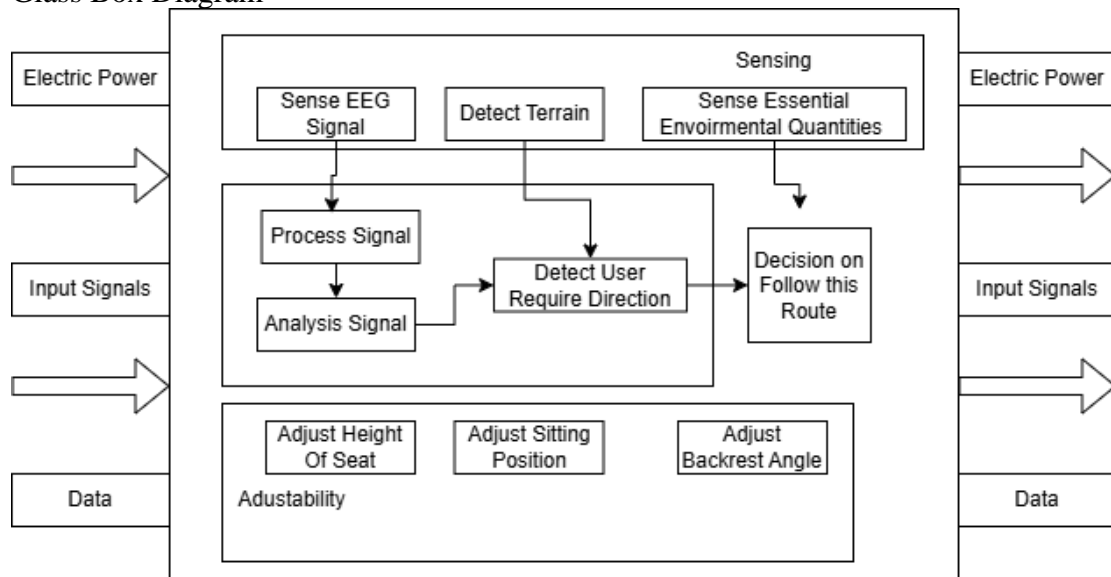 Glass Box Diagram
Electric Power
Input Signals
Data
Sensing
Sense EEG
Signal
Detect Terrain
Sense Essential
Envoirmental Quantities
Process Signal
Analysis Signal
Detect User
Require Direction
Decision on
Follow this
Route
Adjust Height
Of Seat
Adjust Sitting
Position
Adjust
Backrest Angle
Adustability
Electric Power
Input Signals
Data